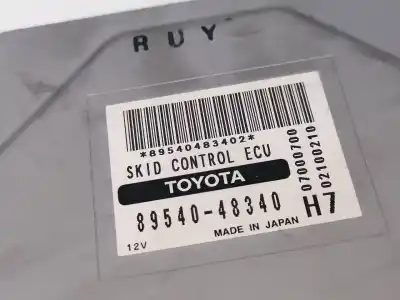 RUY
*89540483402*
SKID CONTROL ECU
TOYOTA
89540-48340
H7
12V
MADE IN JAPAN
07000700
02100210